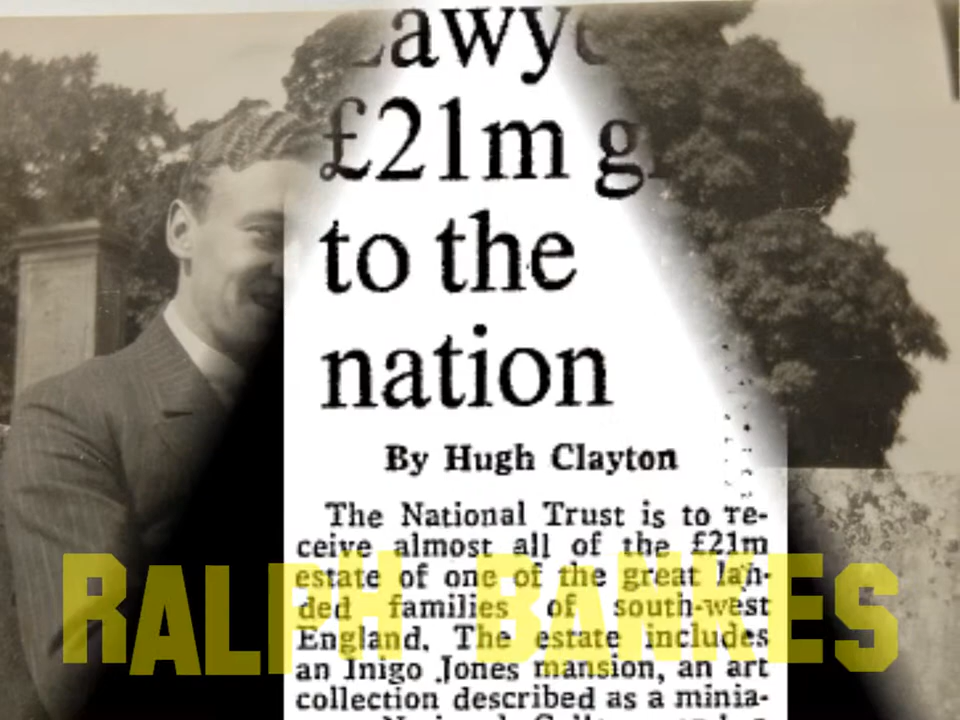 Lawye
£21m g
to the
nation
By Hugh Clayton
The National Trust is to re-
ceive almost all of the £21m
estate of one of the great lan-
ded families of south-west
England. The estate includes
an Inigo Jones mansion, an art
collection described as a minia-
RALPH BANKES